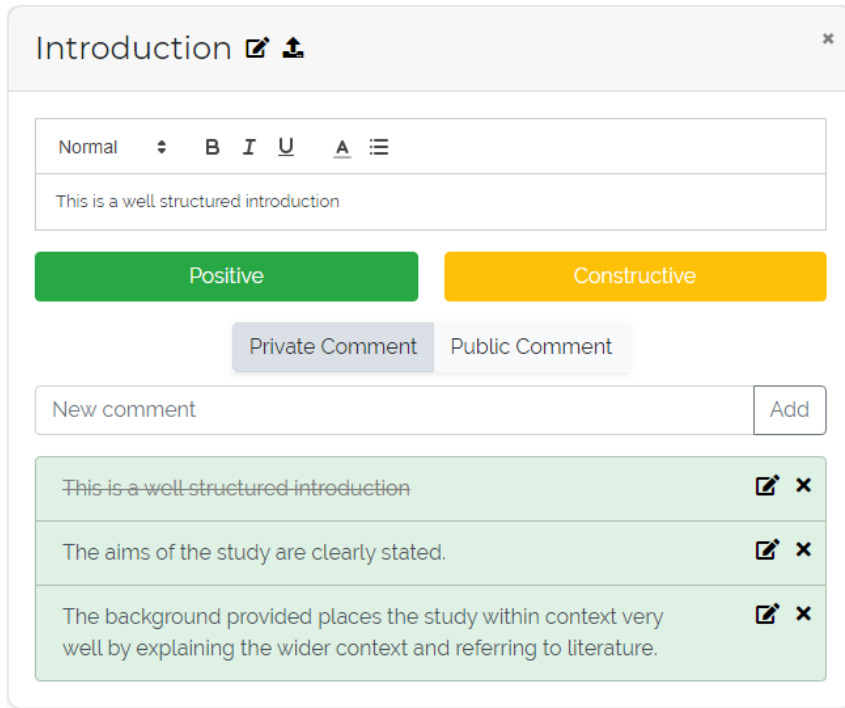 Introduction
Normal B I U A
This is a well structured introduction
Positive Constructive
Private Comment Public Comment
New comment Add
This is a well structured introduction
The aims of the study are clearly stated.
The background provided places the study within context very
well by explaining the wider context and referring to literature.